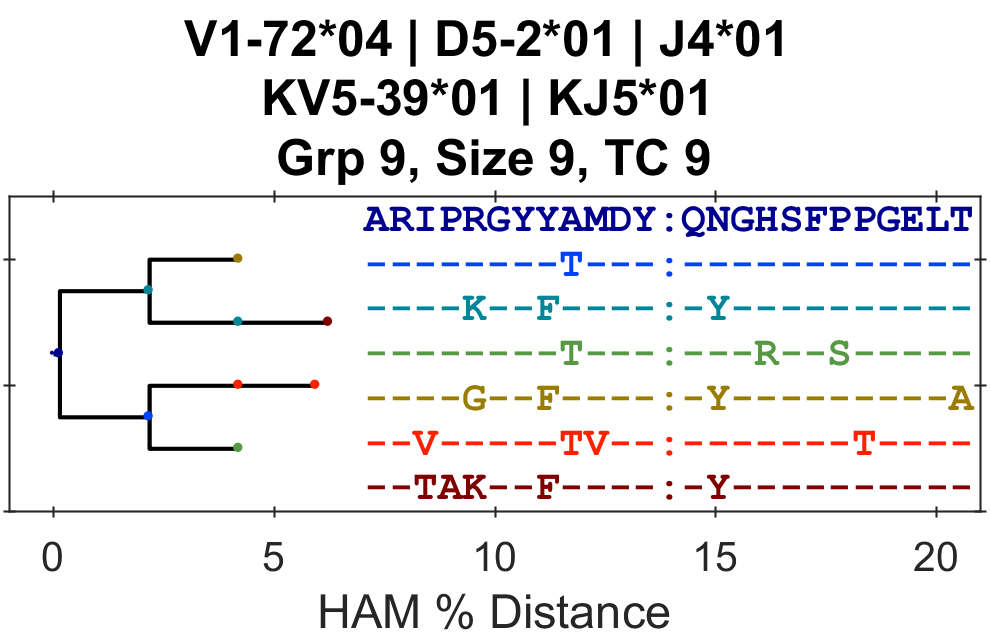 V1-72*04 | D5-2*01 | J4*01
KV5-39*01 | KJ5*01
Grp 9, Size 9, TC 9
ARIPRGYYAMDY:QNGHSFPPGELT
--------T---:------------
----K--F----:-Y----------
--------T---:---R--S-----
----G--F----:-Y---------A
--V-----TV--:-------T----
--TAK--F----:-Y----------
0 5 10 15 20
HAM % Distance